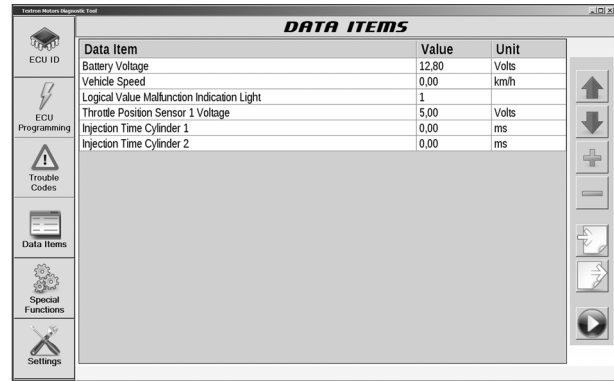 Textron Motors Diagnostic Tool
DATA ITEMS
ECU ID
ECU
Programming
Trouble
Codes
Data Items
Special
Functions
Settings
Data Item Value Unit
Battery Voltage 12,80 Volts
Vehicle Speed 0,00 km/h
Logical Value Malfunction Indication Light 1
Throttle Position Sensor 1 Voltage 5,00 Volts
Injection Time Cylinder 1 0,00 ms
Injection Time Cylinder 2 0,00 ms